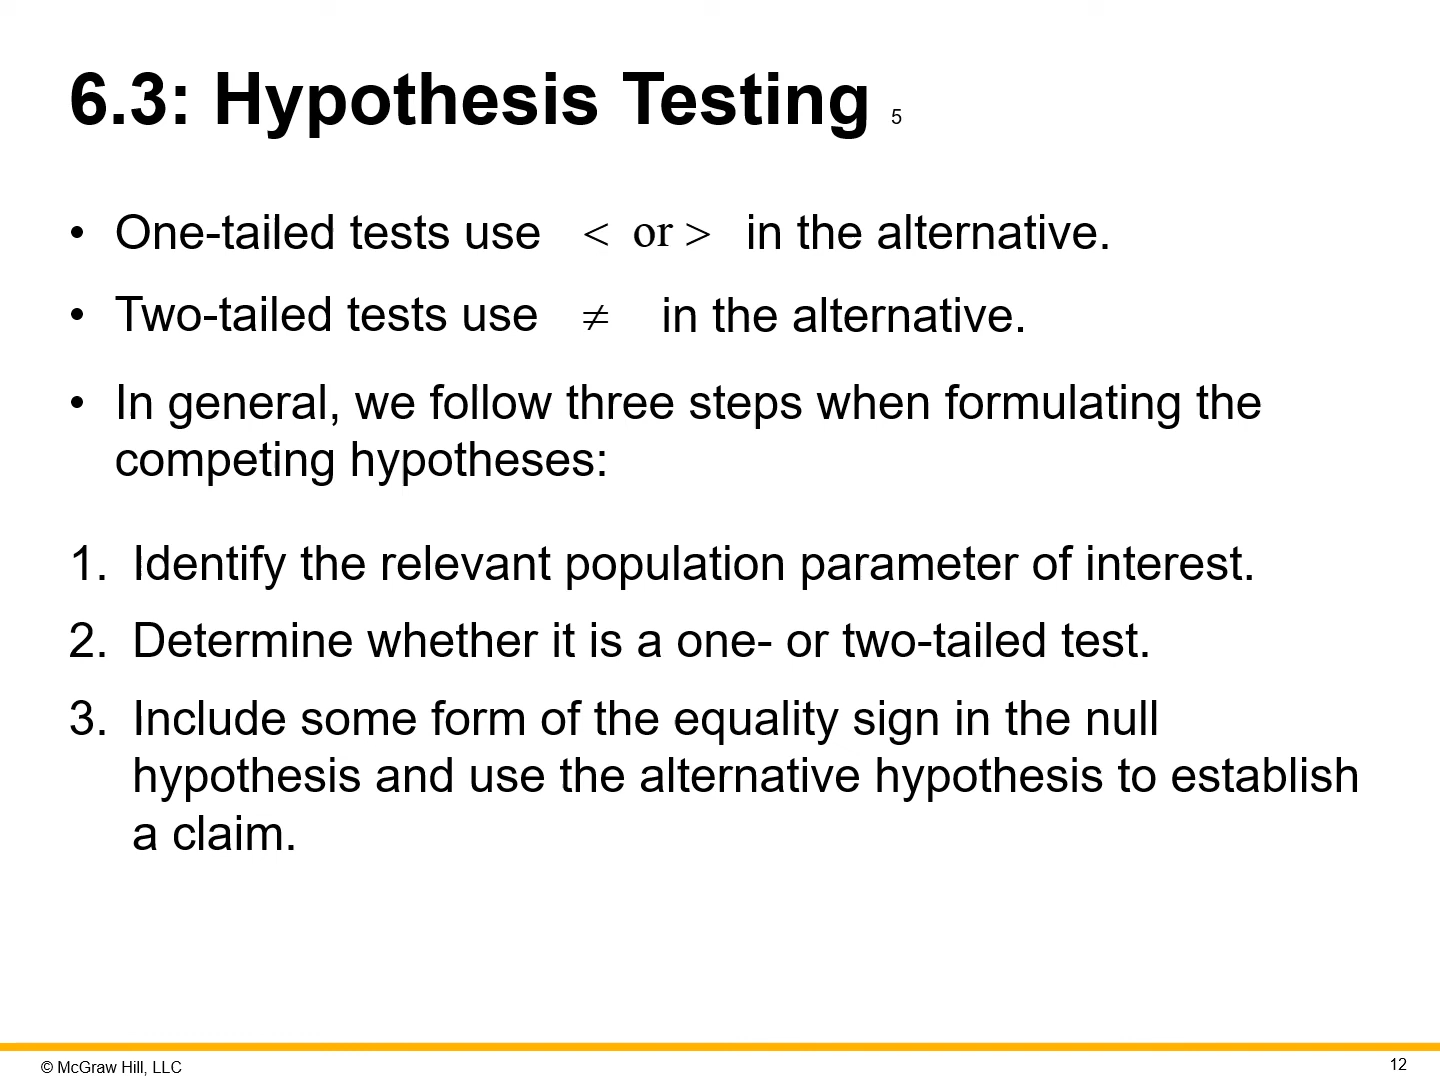 6.3: Hypothesis Testing 5
• One-tailed tests use < or > in the alternative.
• Two-tailed tests use ≠ in the alternative.
• In general, we follow three steps when formulating the
competing hypotheses:
1. Identify the relevant population parameter of interest.
2. Determine whether it is a one- or two-tailed test.
3. Include some form of the equality sign in the null
hypothesis and use the alternative hypothesis to establish
a claim.
© McGraw Hill, LLC
12